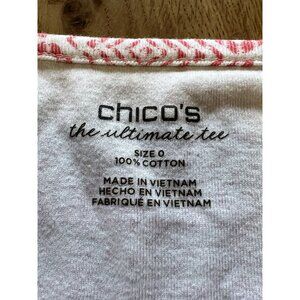 chico's
the ultimate tee
SIZE 0
100% COTTON
MADE IN VIETNAM
HECHO EN VIETNAM
FABRIQUÉ EN VIETNAM